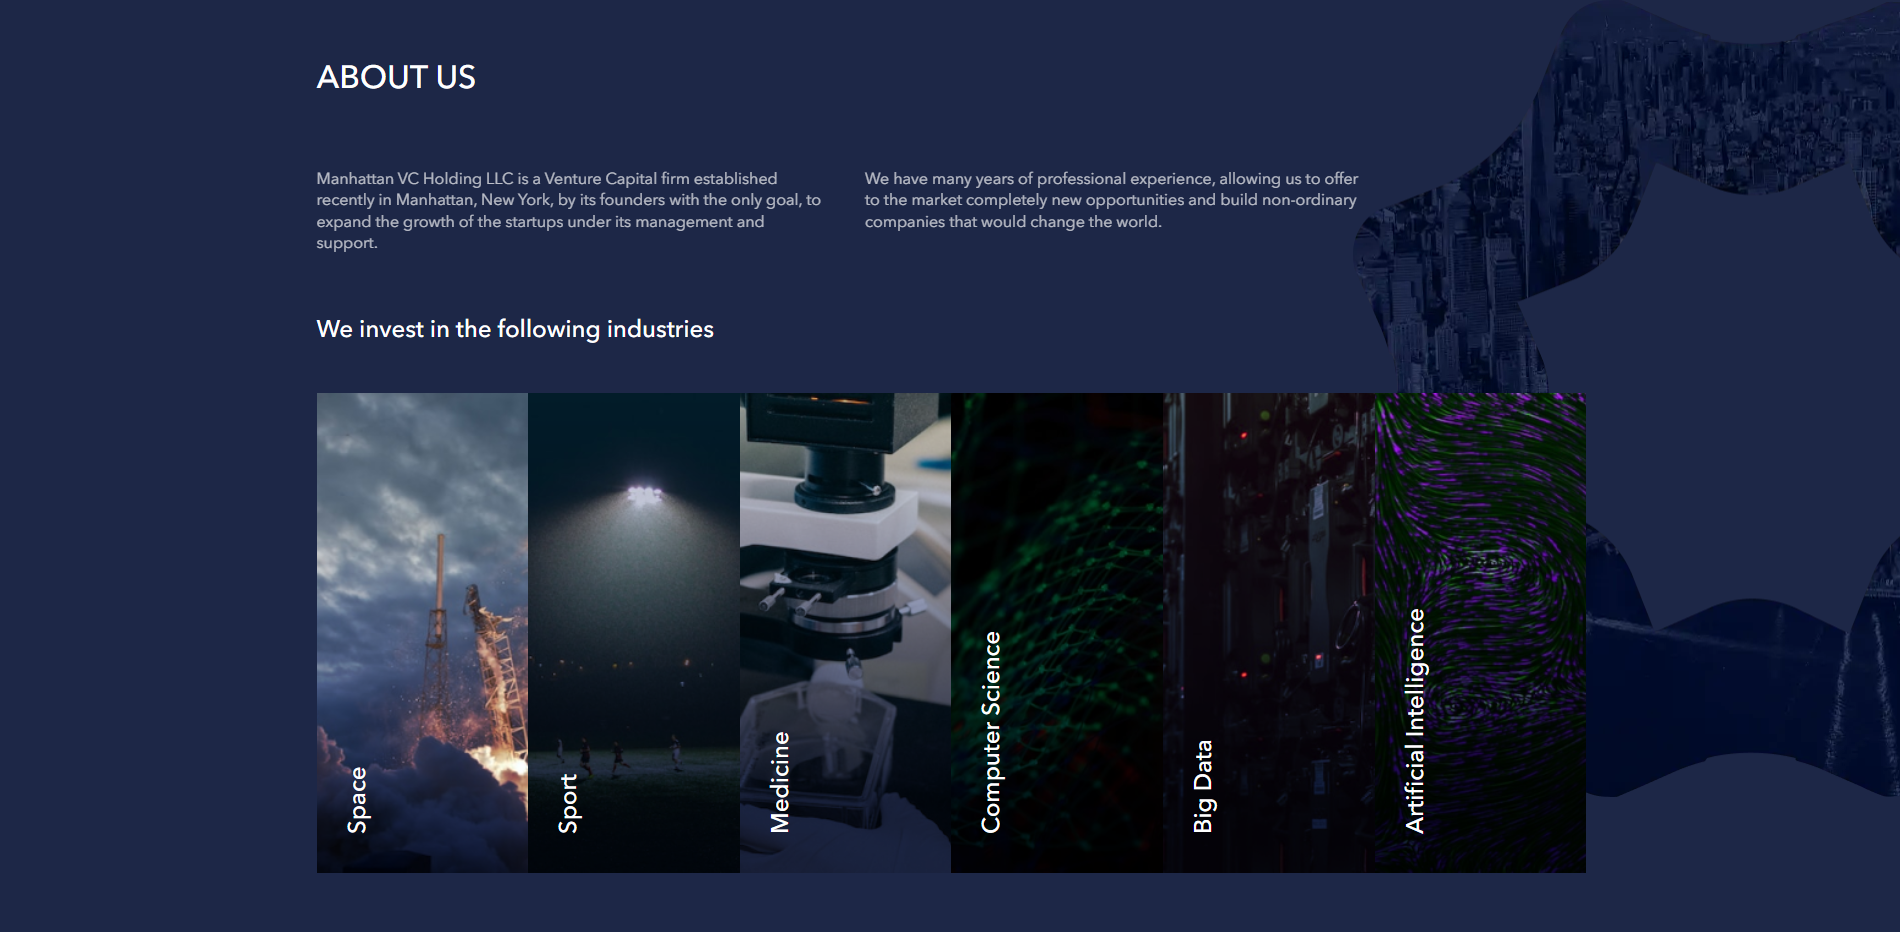 ABOUT US
Manhattan VC Holding LLC is a Venture Capital firm established
recently in Manhattan, New York, by its founders with the only goal, to
expand the growth of the startups under its management and
support.
We have many years of professional experience, allowing us to offer
to the market completely new opportunities and build non-ordinary
companies that would change the world.
We invest in the following industries
Space
Sport
Medicine
Computer Science
Big Data
Artificial Intelligence